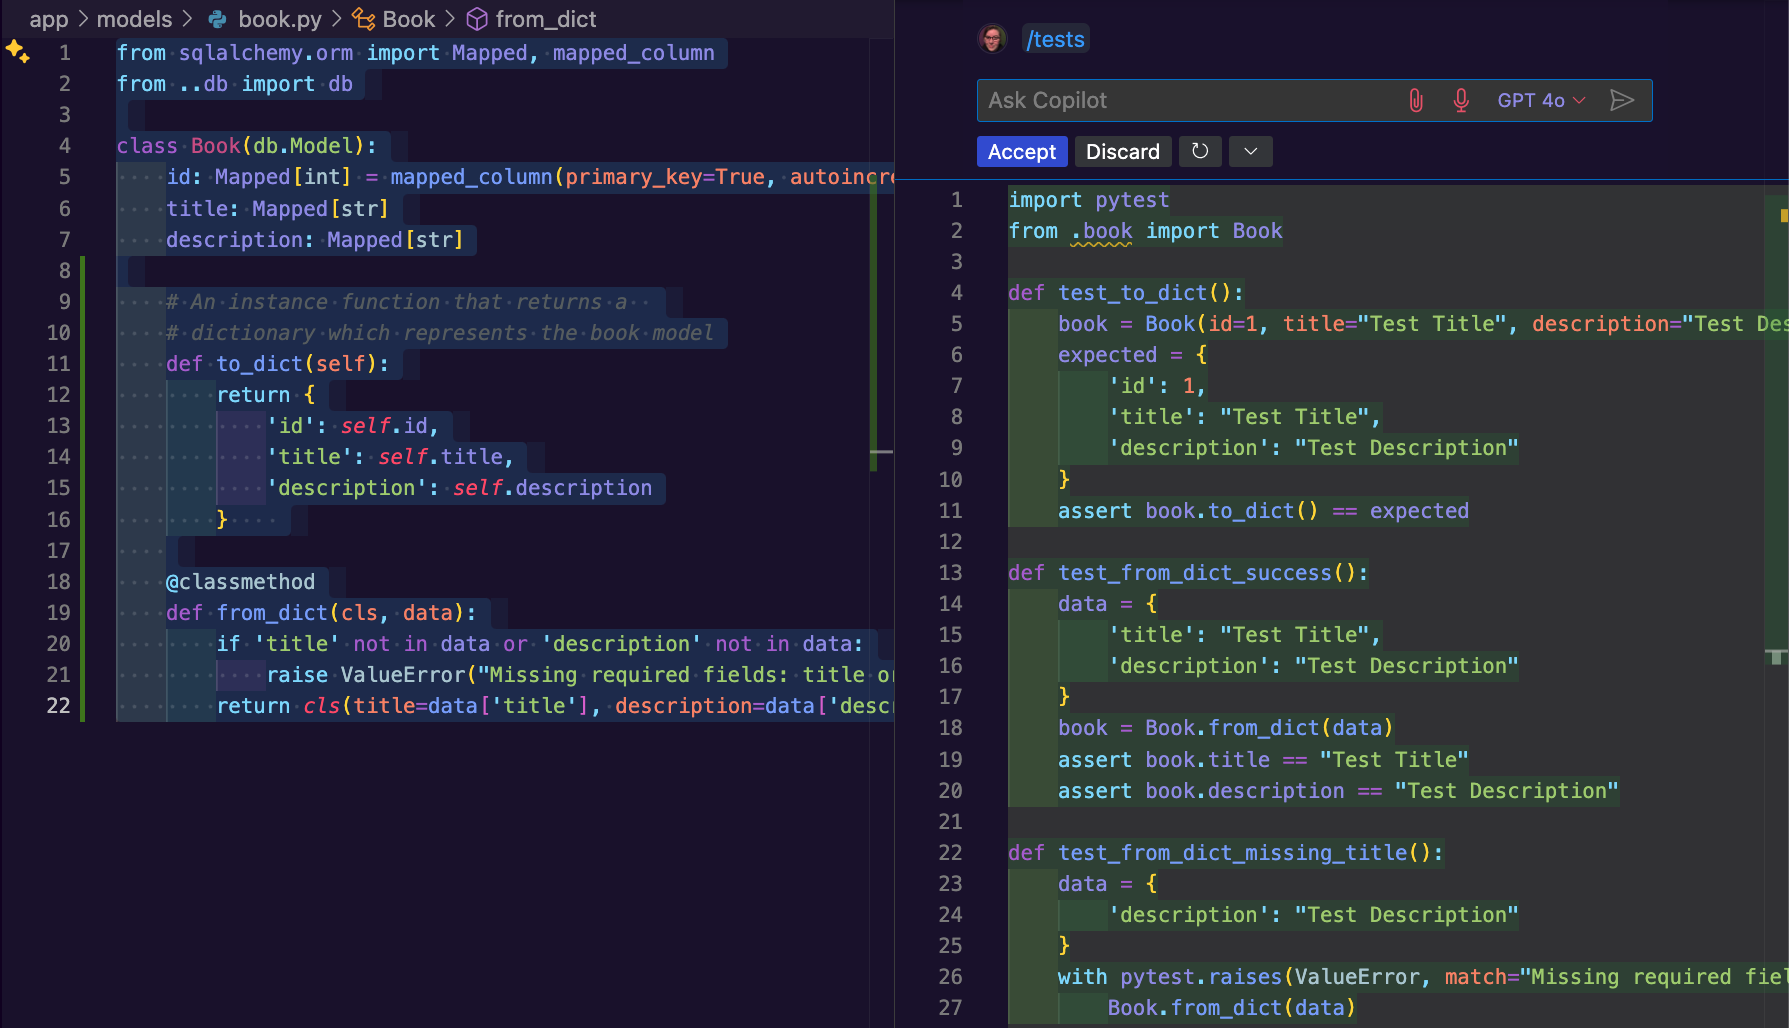 app > models > book.py > Book > from_dict
1 from sqlalchemy.orm import Mapped, mapped_column
2 from ..db import db
3
4 class Book(db.Model):
5 id: Mapped[int] = mapped_column(primary_key=True, autoincre
6 title: Mapped[str]
7 description: Mapped[str]
8
9 # An instance function that returns a
10 # dictionary which represents the book model
11 def to_dict(self):
12 return {
13 'id': self.id,
14 'title': self.title,
15 'description': self.description
16 }
17
18 @classmethod
19 def from_dict(cls, data):
20 if 'title' not in data or 'description' not in data:
21 raise ValueError("Missing required fields: title or
22 return cls(title=data['title'], description=data['desc
/tests
Ask Copilot
GPT 4o
Accept Discard
1 import pytest
2 from .book import Book
3
4 def test_to_dict():
5 book = Book(id=1, title="Test Title", description="Test Des
6 expected = {
7 'id': 1,
8 'title': "Test Title",
9 'description': "Test Description"
10 }
11 assert book.to_dict() == expected
12
13 def test_from_dict_success():
14 data = {
15 'title': "Test Title",
16 'description': "Test Description"
17 }
18 book = Book.from_dict(data)
19 assert book.title == "Test Title"
20 assert book.description == "Test Description"
21
22 def test_from_dict_missing_title():
23 data = {
24 'description': "Test Description"
25 }
26 with pytest.raises(ValueError, match="Missing required fiel
27 Book.from_dict(data)